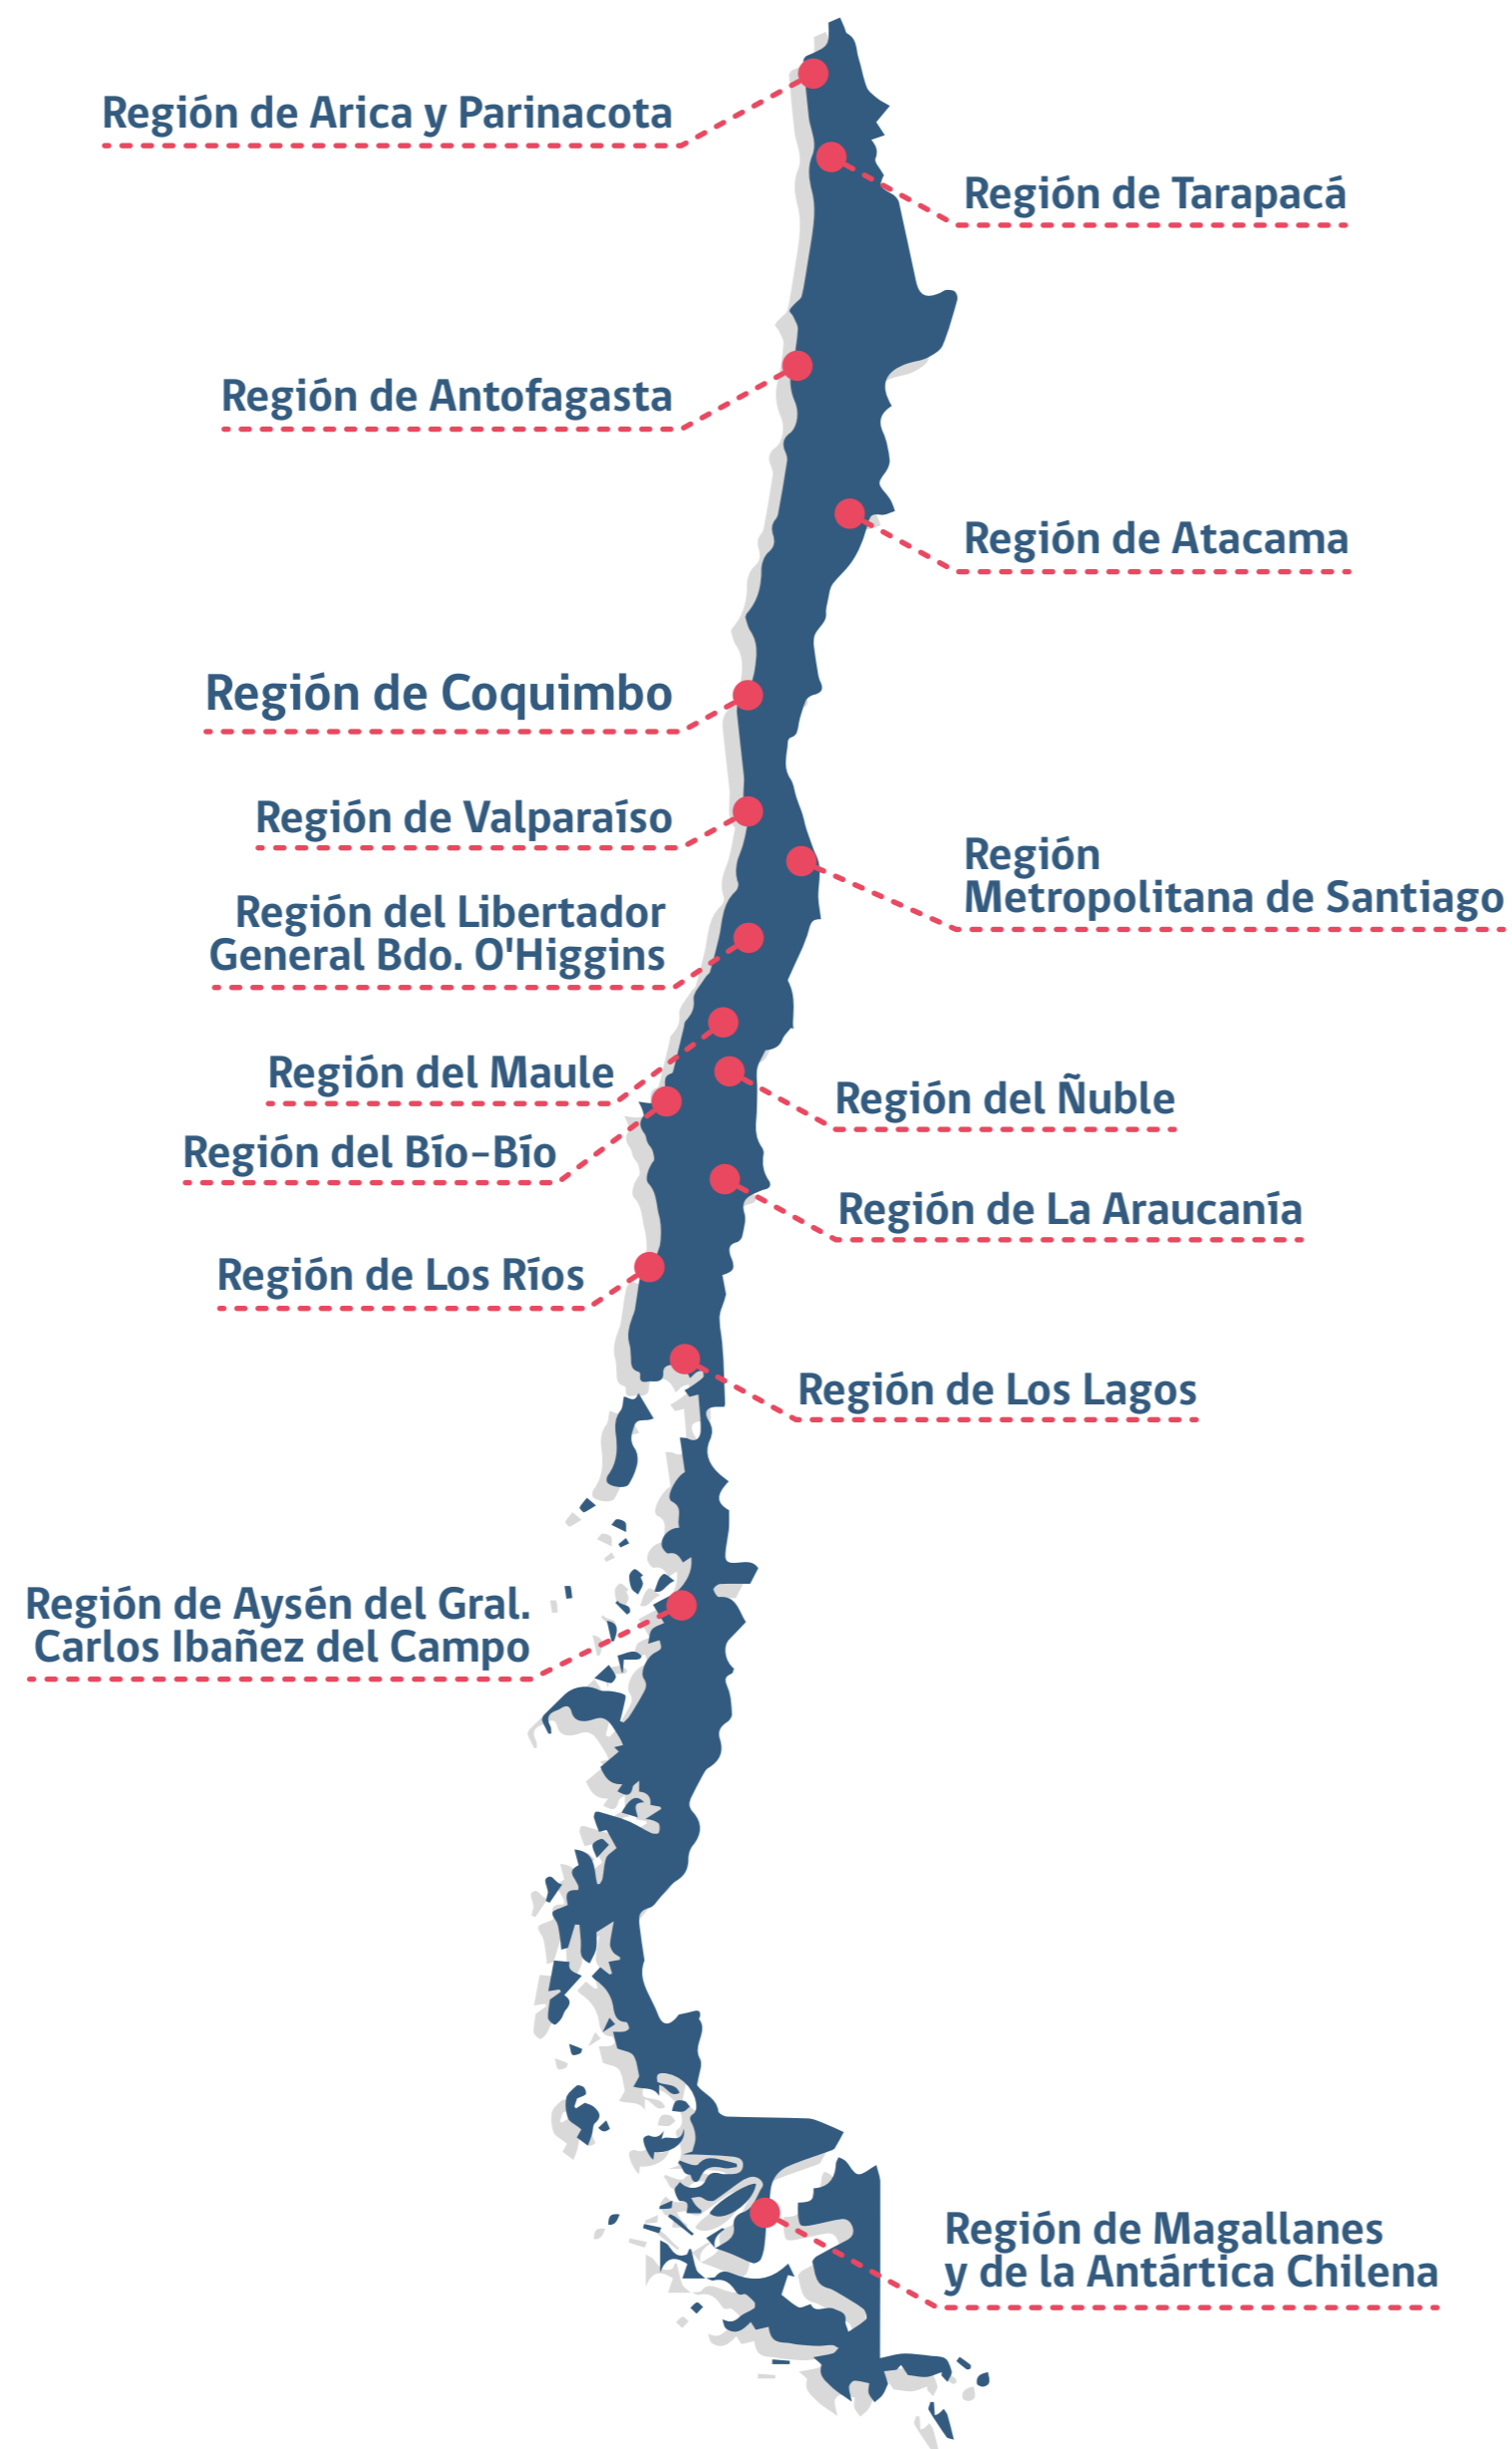 Región de Arica y Parinacota
Región de Tarapacá
Región de Antofagasta
Región de Atacama
Región de Coquimbo
Región de Valparaíso
Región
Metropolitana de Santiago
Región del Libertador
General Bdo. O'Higgins
Región del Maule
Región del Ñuble
Región del Bío-Bío
Región de La Araucanía
Región de Los Ríos
Región de Los Lagos
Región de Aysén del Gral.
Carlos Ibañez del Campo
Región de Magallanes
y de la Antártica Chilena